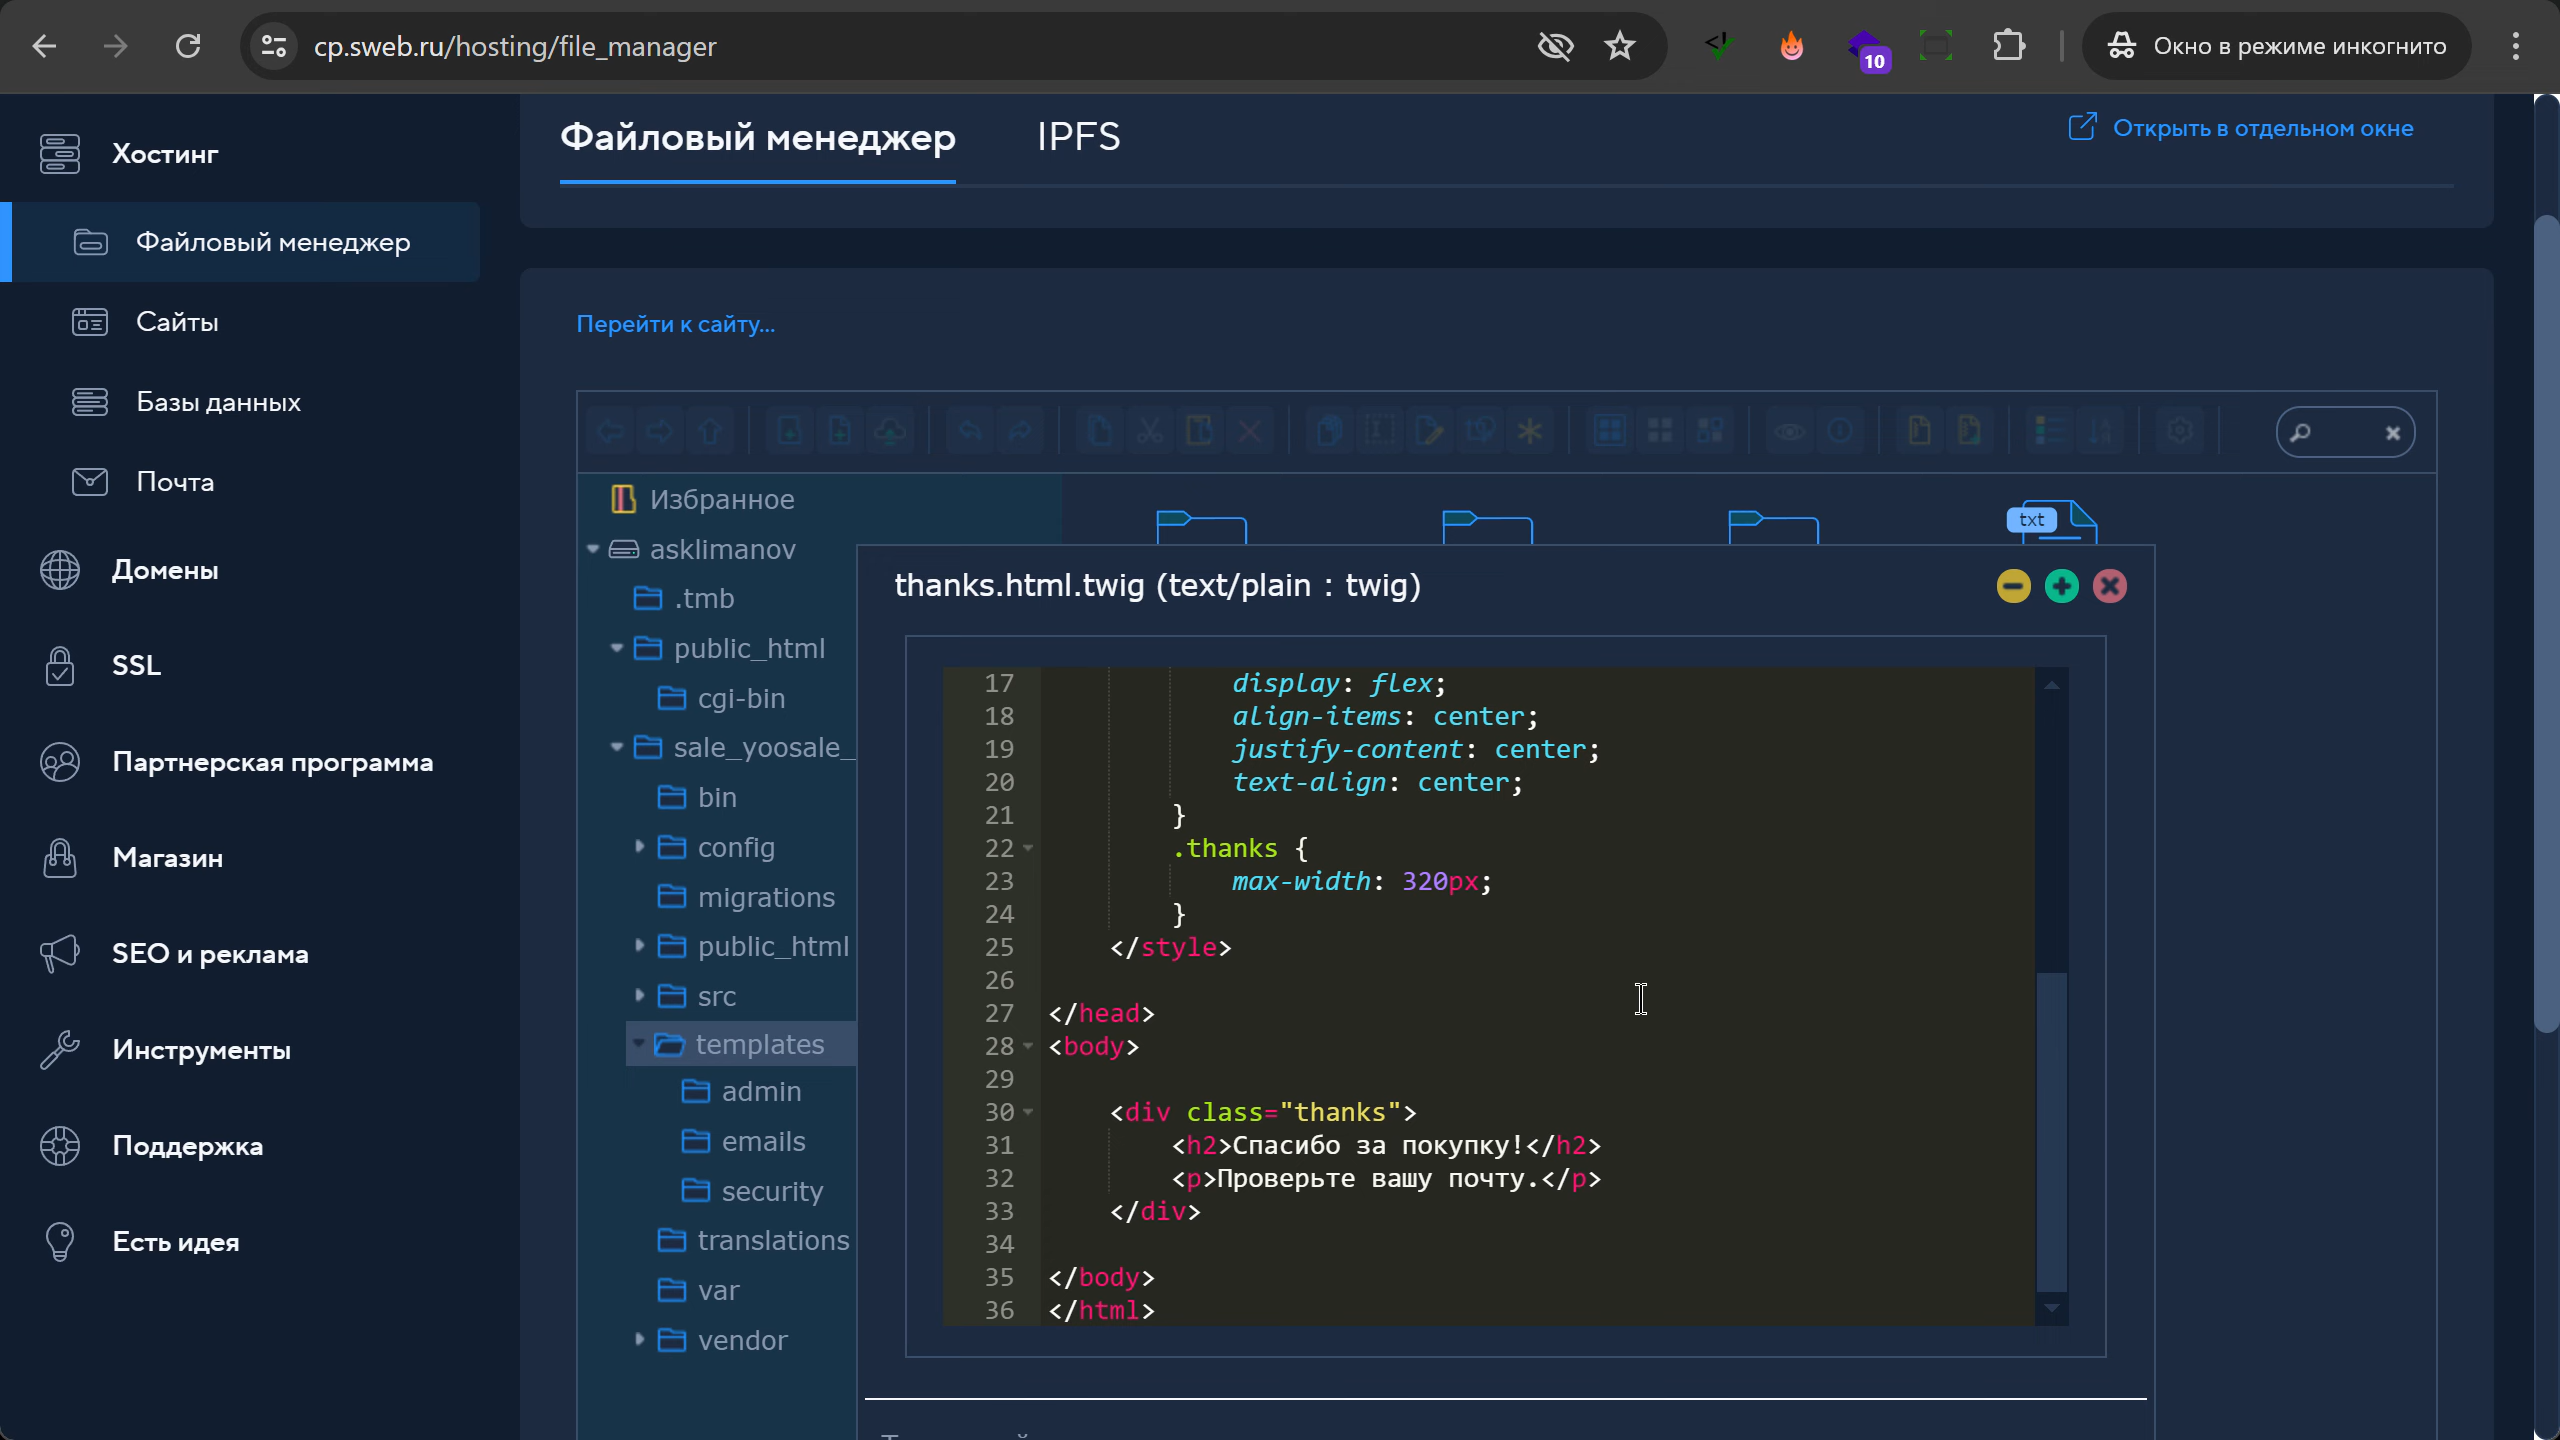 cp.sweb.ru/hosting/file_manager
10
Окно в режиме инкогнито
Хостинг
Файловый менеджер
Сайты
Базы данных
Почта
Домены
SSL
Партнерская программа
Магазин
SEO и реклама
Инструменты
Поддержка
Есть идея
Файловый менеджер
IPFS
Открыть в отдельном окне
Перейти к сайту...
Избранное
asklimanov
.tmb
public_html
cgi-bin
sale_yoosale_
bin
config
migrations
public_html
src
templates
admin
emails
security
translations
var
vendor
txt
thanks.html.twig (text/plain : twig)
17 display: flex;
18 align-items: center;
19 justify-content: center;
20 text-align: center;
21 }
22 .thanks {
23 max-width: 320px;
24 }
25 </style>
26
27 </head>
28 <body>
29
30 <div class="thanks">
31 <h2>Спасибо за покупку!</h2>
32 <p>Проверьте вашу почту.</p>
33 </div>
34
35 </body>
36 </html>